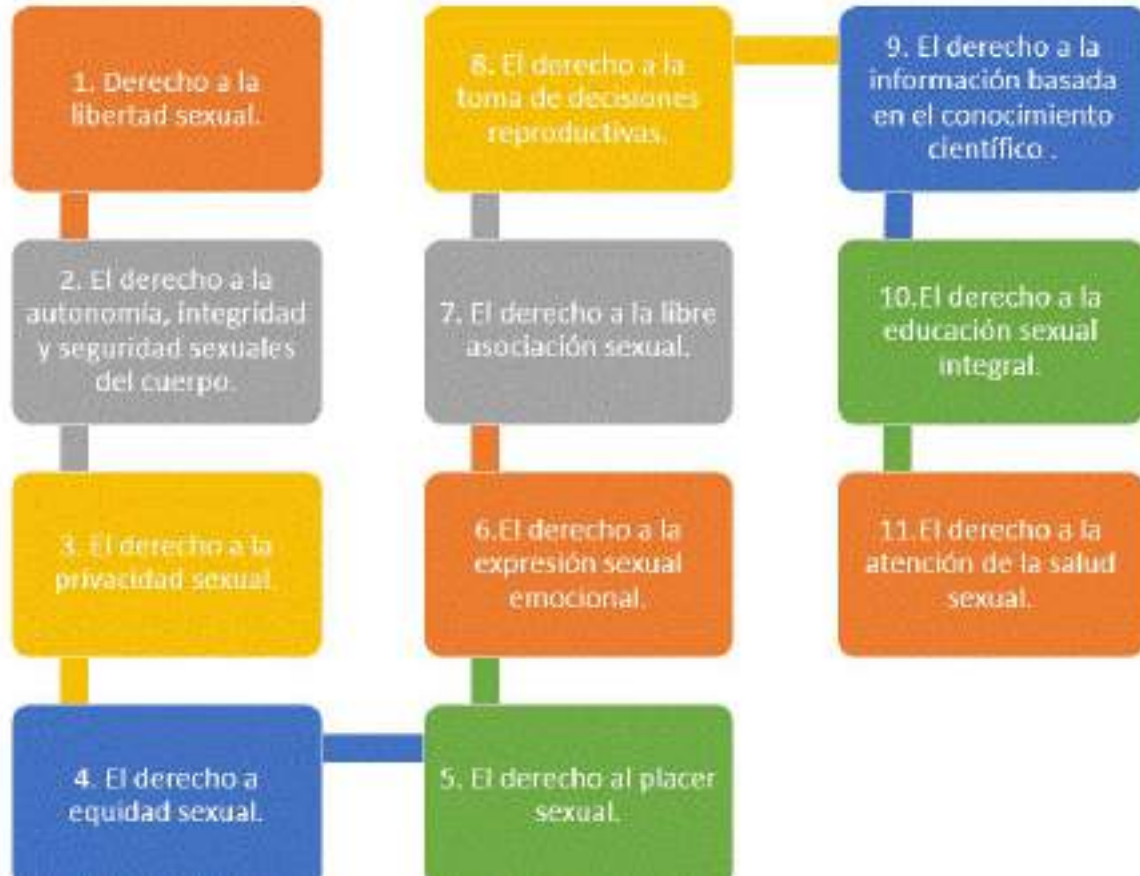 1. Derecho a la
libertad sexual.
2. El derecho a la
autonomía, integridad
y seguridad sexuales
del cuerpo.
3. El derecho a la
privacidad sexual.
4. El derecho a
equidad sexual.
5. El derecho al placer
sexual.
6.El derecho a la
expresión sexual
emocional.
7. El derecho a la libre
asociación sexual.
8. El derecho a la
toma de decisiones
reproductivas.
9. El derecho a la
información basada
en el conocimiento
científico .
10.El derecho a la
educación sexual
integral.
11.El derecho a la
atención de la salud
sexual.